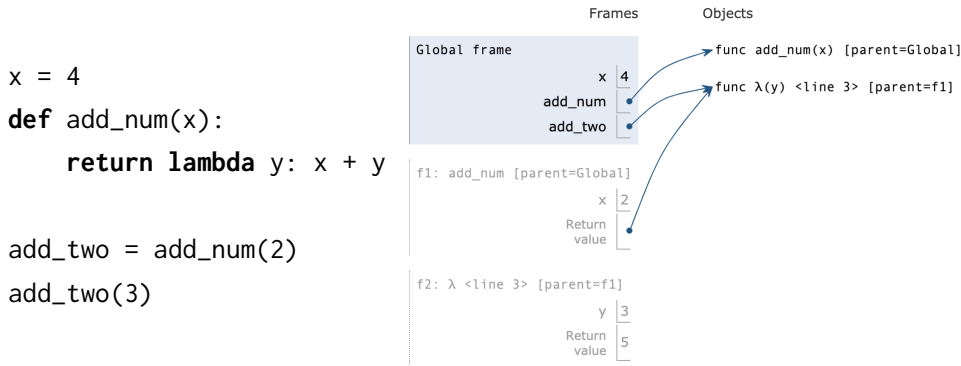 x = 4
def add_num(x):
    return lambda y: x + y
add_two = add_num(2)
add_two(3)
Frames
Objects
Global frame
x 4
add_num
add_two
func add_num(x) [parent=Global]
func λ(y) <line 3> [parent=f1]
f1: add_num [parent=Global]
x 2
Return
value
f2: λ <line 3> [parent=f1]
y 3
Return
value 5